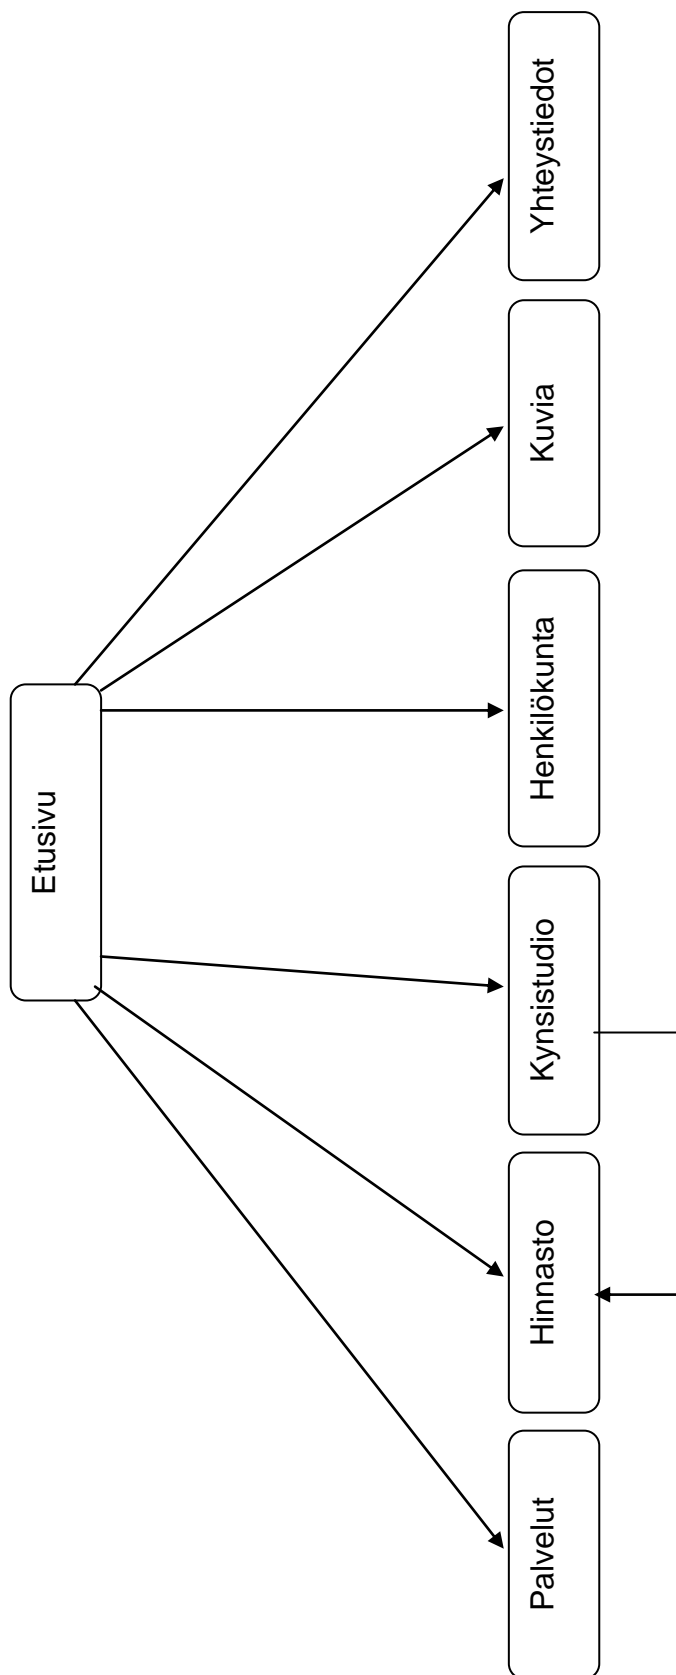 Etusivu
Palvelut
Hinnasto
Kynsistudio
Henkilökunta
Kuvia
Yhteystiedot